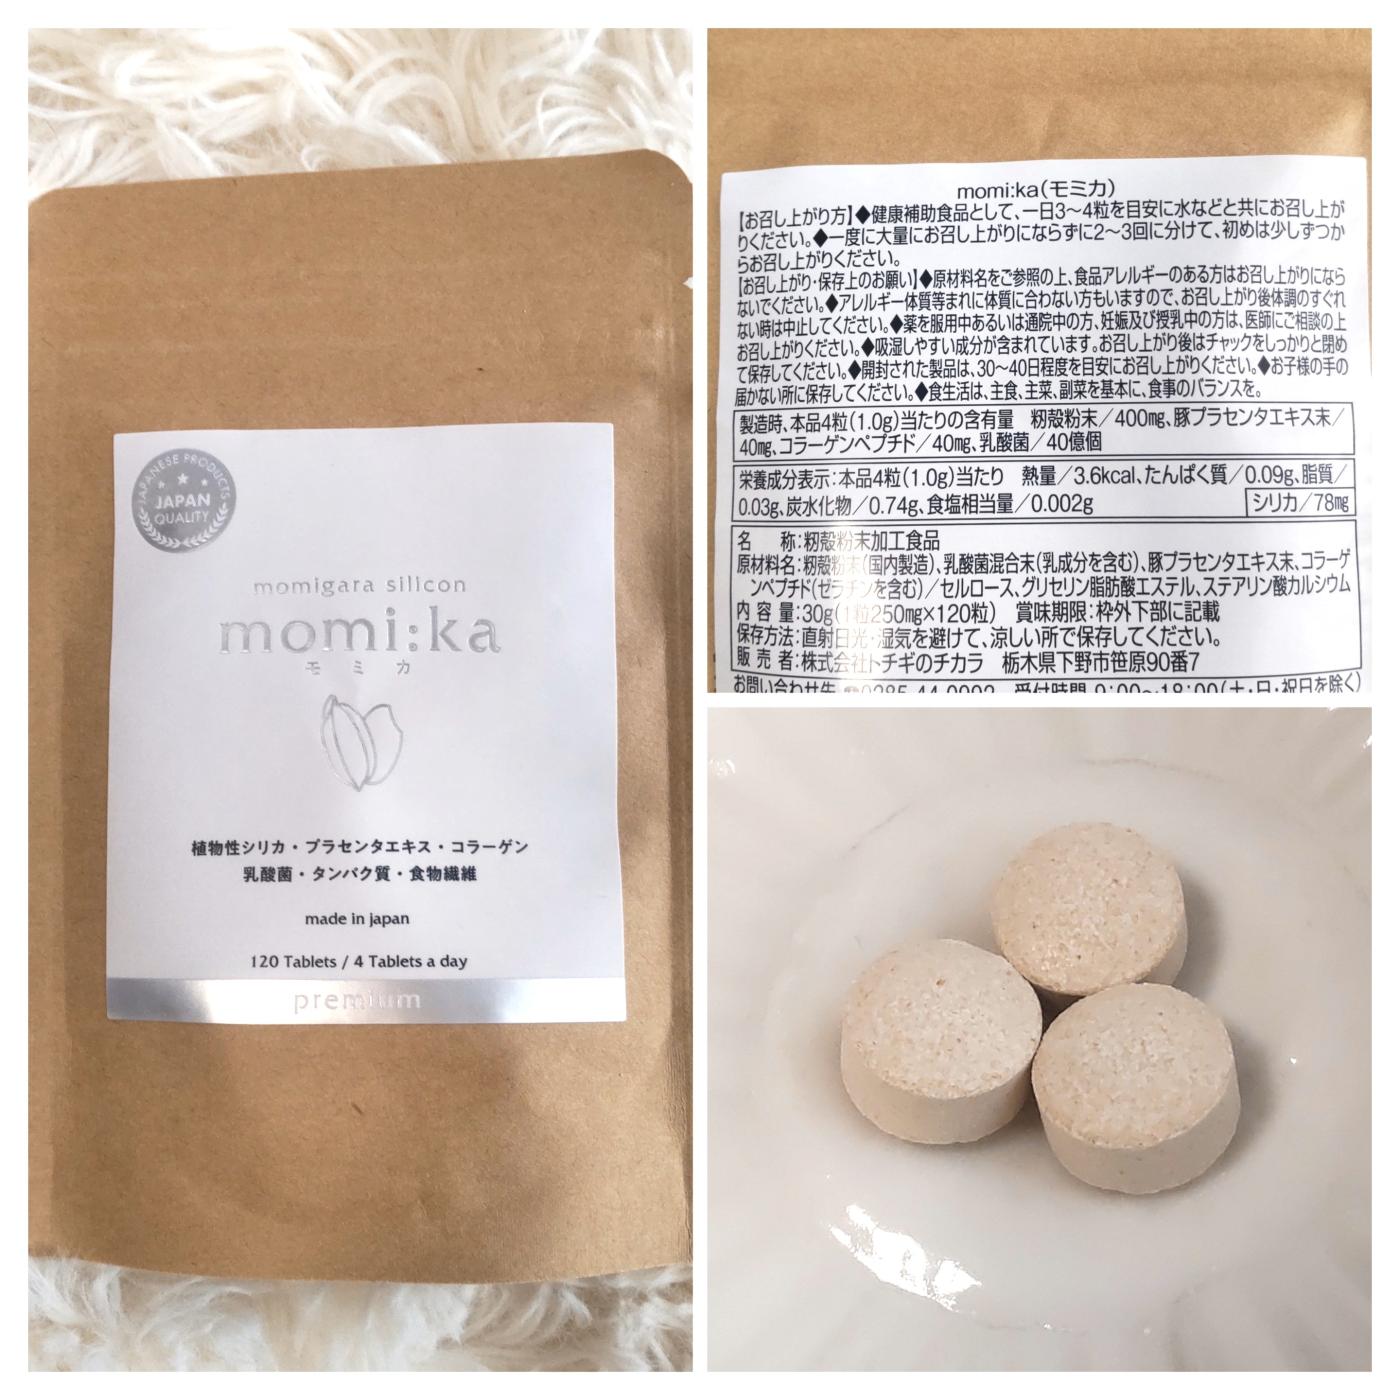 JAPANESE PRODUCTS
JAPAN
QUALITY
momigara silicon
momi:ka
モミカ
植物性シリカ・プラセンタエキス・コラーゲン
乳酸菌・タンパク質・食物繊維
made in japan
120 Tablets / 4 Tablets a day
premium
momi:ka(モミカ)
【お召し上がり方】◆健康補助食品として、一日3〜4粒を目安に水などと共にお召し上が
りください。◆一度に大量にお召し上がりにならずに2〜3回に分けて、初めは少しずつか
らお召し上がりください。
【お召し上がり・保存上のお願い】◆原材料名をご参照の上、食品アレルギーのある方はお召し上がりになら
ないでください。◆アレルギー体質等まれに体質に合わない方もいますので、お召し上がり後体調のすぐれ
ない時は中止してください。◆薬を服用中あるいは通院中の方、妊娠及び授乳中の方は、医師にご相談の上
お召し上がりください。◆吸湿しやすい成分が含まれています。お召し上がり後はチャックをしっかりと閉め
て保存してください。◆開封された製品は、30〜40日程度を目安にお召し上がりください。◆お子様の手の
届かない所に保存してください。◆食生活は、主食、主菜、副菜を基本に、食事のバランスを。
製造時、本品4粒(1.0g)当たりの含有量 籾殻粉末/400mg、豚プラセンタエキス末/
40mg、コラーゲンペプチド/40mg、乳酸菌/40億個
栄養成分表示:本品4粒(1.0g)当たり 熱量/3.6kcal、たんぱく質/0.09g、脂質/
0.03g、炭水化物/0.74g、食塩相当量/0.002g シリカ/78mg
名 称:籾殻粉末加工食品
原材料名:籾殻粉末(国内製造)、乳酸菌混合末(乳成分を含む)、豚プラセンタエキス末、コラーゲ
ンペプチド(ゼラチンを含む)/セルロース、グリセリン脂肪酸エステル、ステアリン酸カルシウム
内 容 量:30g(1粒250mg×120粒) 賞味期限:枠外下部に記載
保存方法:直射日光・湿気を避けて、涼しい所で保存してください。
販 売 者:株式会社トチギのチカラ 栃木県下野市笹原90番7
お問い合わせ先 ☎0285-44-0092 受付時間 9:00〜18:00(土・日・祝日を除く)